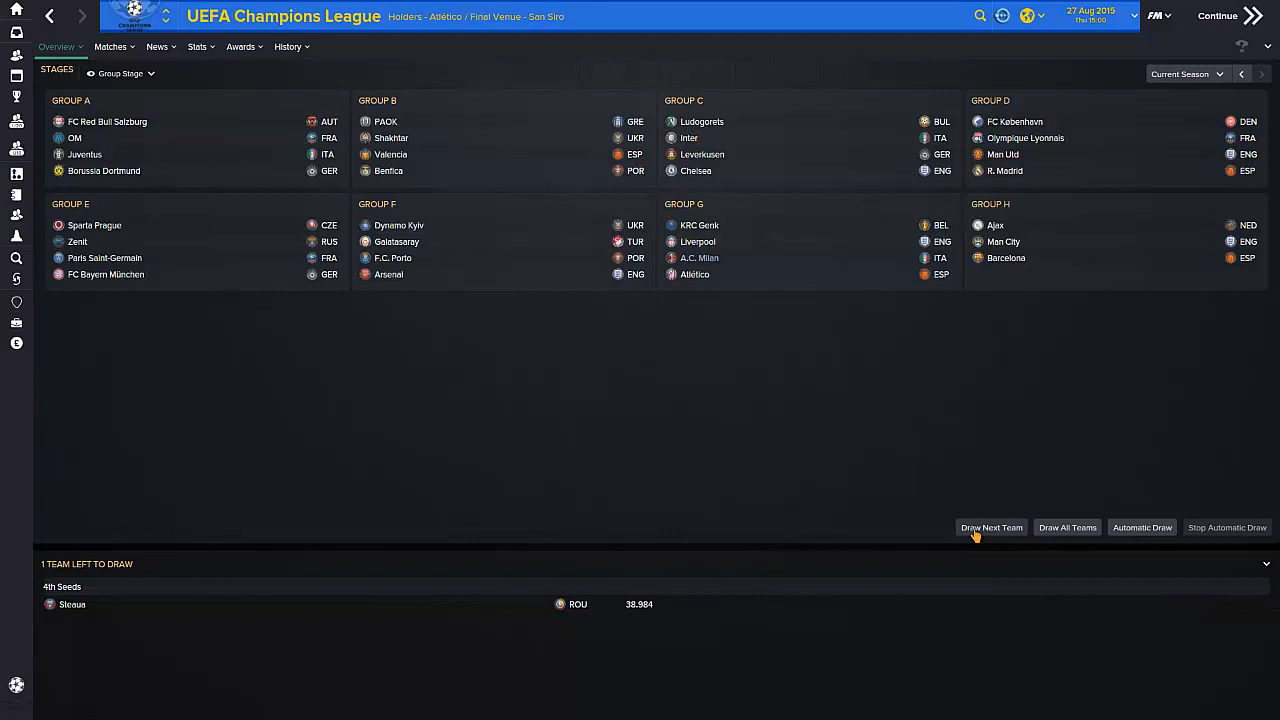 UEFA Champions League Holders - Atlético / Final Venue - San Siro
27 Aug 2015
Thu 15:00
FM
Continue
Overview Matches News Stats Awards History
STAGES Group Stage
Current Season
GROUP A
FC Red Bull Salzburg AUT
OM FRA
Juventus ITA
Borussia Dortmund GER
GROUP B
PAOK GRE
Shakhtar UKR
Valencia ESP
Benfica POR
GROUP C
Ludogorets BUL
Inter ITA
Leverkusen GER
Chelsea ENG
GROUP D
FC København DEN
Olympique Lyonnais FRA
Man Utd ENG
R. Madrid ESP
GROUP E
Sparta Prague CZE
Zenit RUS
Paris Saint-Germain FRA
FC Bayern München GER
GROUP F
Dynamo Kyiv UKR
Galatasaray TUR
F.C. Porto POR
Arsenal ENG
GROUP G
KRC Genk BEL
Liverpool ENG
A.C. Milan ITA
Atlético ESP
GROUP H
Ajax NED
Man City ENG
Barcelona ESP
Draw Next Team Draw All Teams Automatic Draw Stop Automatic Draw
1 TEAM LEFT TO DRAW
4th Seeds
Steaua ROU 38.984